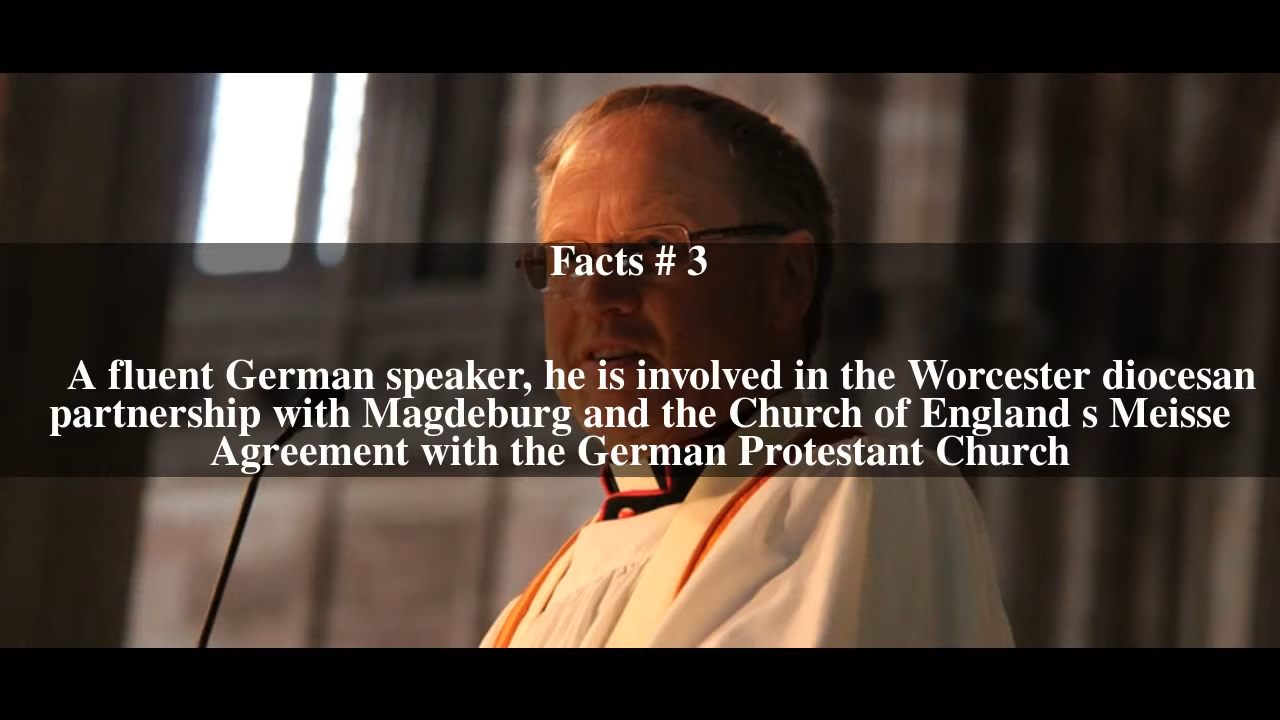 Facts # 3
A fluent German speaker, he is involved in the Worcester diocesan
partnership with Magdeburg and the Church of England s Meisse
Agreement with the German Protestant Church